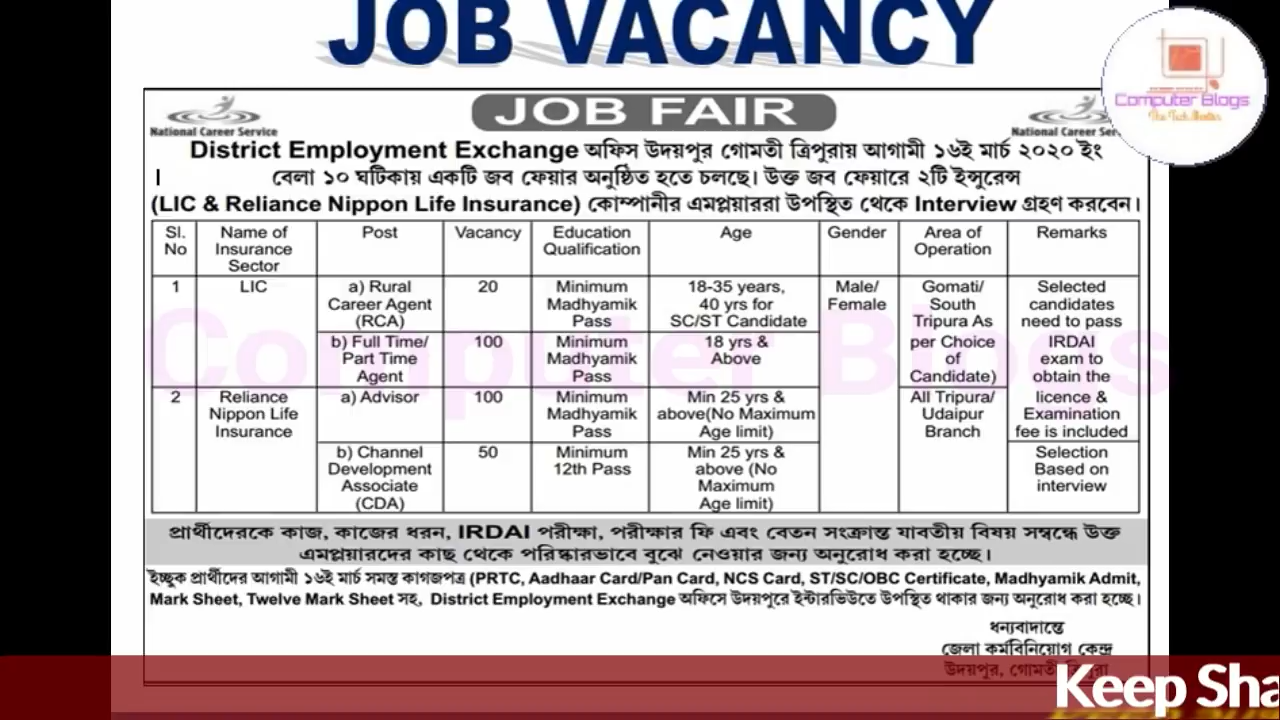 JOB VACANCY
Computer Blogs
The Tech Mentor
JOB FAIR
National Career Service
National Career Ser
District Employment Exchange অফিস উদয়পুর গোমতী ত্রিপুরায় আগামী ১৬ই মার্চ ২০২০ ইং
বেলা ১০ ঘটিকায় একটি জব ফেয়ার অনুষ্ঠিত হতে চলছে। উক্ত জব ফেয়ারে ২টি ইন্সুরেন্স
(LIC & Reliance Nippon Life Insurance) কোম্পানীর এমপ্লয়াররা উপস্থিত থেকে Interview গ্রহণ করবেন।
Sl. No
Name of Insurance Sector
Post
Vacancy
Education Qualification
Age
Gender
Area of Operation
Remarks
1
LIC
a) Rural Career Agent (RCA)
20
Minimum Madhyamik Pass
18-35 years, 40 yrs for SC/ST Candidate
Male/ Female
Gomati/ South Tripura As per Choice of Candidate)
Selected candidates need to pass IRDAI exam to obtain the licence & Examination fee is included
b) Full Time/ Part Time Agent
100
Minimum Madhyamik Pass
18 yrs & Above
2
Reliance Nippon Life Insurance
a) Advisor
100
Minimum Madhyamik Pass
Min 25 yrs & above(No Maximum Age limit)
All Tripura/ Udaipur Branch
b) Channel Development Associate (CDA)
50
Minimum 12th Pass
Min 25 yrs & above (No Maximum Age limit)
Selection Based on interview
Computer Blogs
প্রার্থীদেরকে কাজ, কাজের ধরন, IRDAI পরীক্ষা, পরীক্ষার ফি এবং বেতন সংক্রান্ত যাবতীয় বিষয় সম্বন্ধে উক্ত
এমপ্লয়ারদের কাছ থেকে পরিষ্কারভাবে বুঝে নেওয়ার জন্য অনুরোধ করা হচ্ছে।
ইচ্ছুক প্রার্থীদের আগামী ১৬ই মার্চ সমস্ত কাগজপত্র (PRTC, Aadhaar Card/Pan Card, NCS Card, ST/SC/OBC Certificate, Madhyamik Admit,
Mark Sheet, Twelve Mark Sheet সহ, District Employment Exchange অফিসে উদয়পুরে ইন্টারভিউতে উপস্থিত থাকার জন্য অনুরোধ করা হচ্ছে।
ধন্যবাদান্তে
জেলা কর্মবিনিয়োগ কেন্দ্র
উদয়পুর, গোমতী ত্রিপুরা
Keep Sha